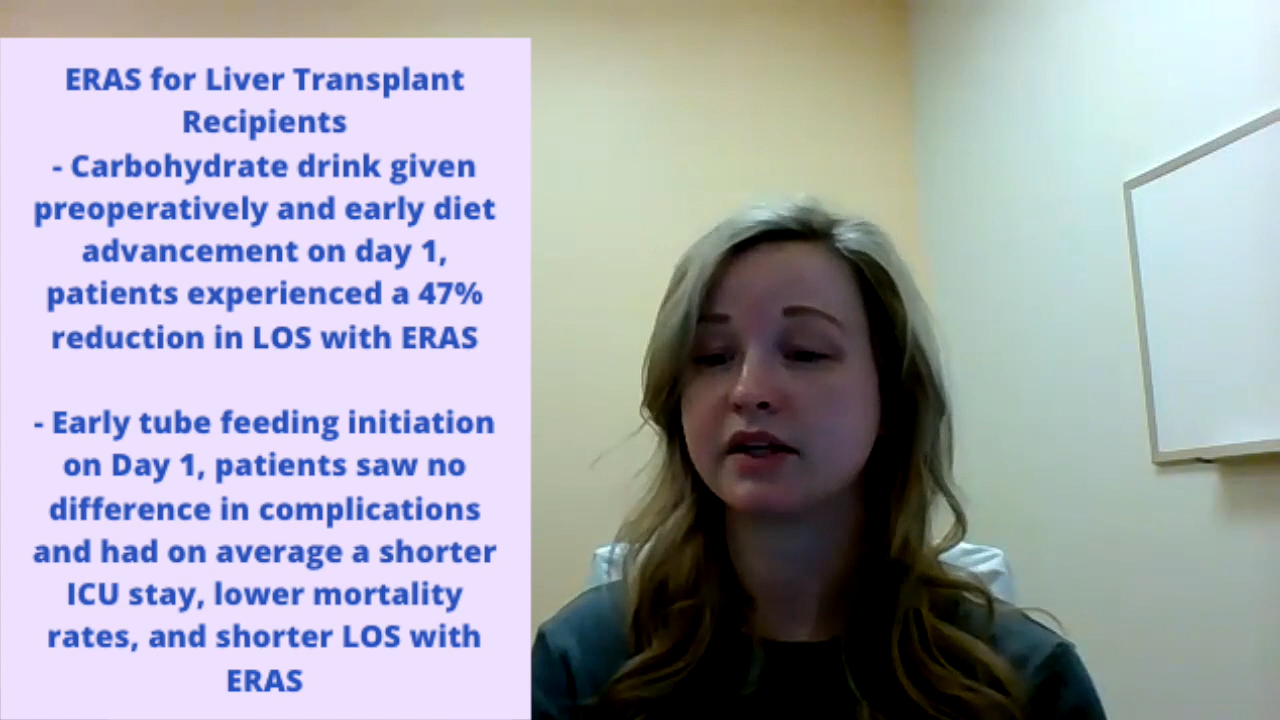 ERAS for Liver Transplant
Recipients
- Carbohydrate drink given
preoperatively and early diet
advancement on day 1,
patients experienced a 47%
reduction in LOS with ERAS
- Early tube feeding initiation
on Day 1, patients saw no
difference in complications
and had on average a shorter
ICU stay, lower mortality
rates, and shorter LOS with
ERAS